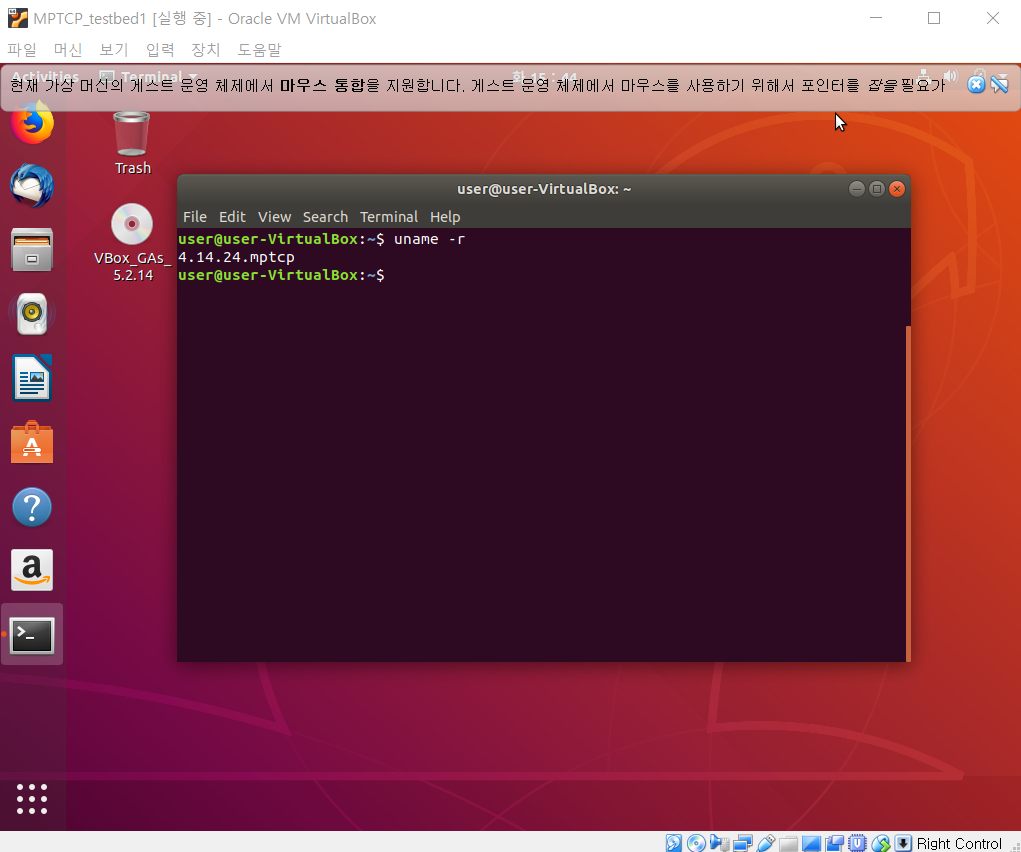 MPTCP_testbed1 [실행 중] - Oracle VM VirtualBox
파일 머신 보기 입력 장치 도움말
Activities Terminal 화 15 : 44
현재 가상 머신의 게스트 운영 체제에서 마우스 통합을 지원합니다. 게스트 운영 체제에서 마우스를 사용하기 위해서 포인터를 잡을 필요가
Trash
VBox_GAs_
5.2.14
user@user-VirtualBox: ~
File Edit View Search Terminal Help
user@user-VirtualBox:~$ uname -r
4.14.24.mptcp
user@user-VirtualBox:~$
Right Control